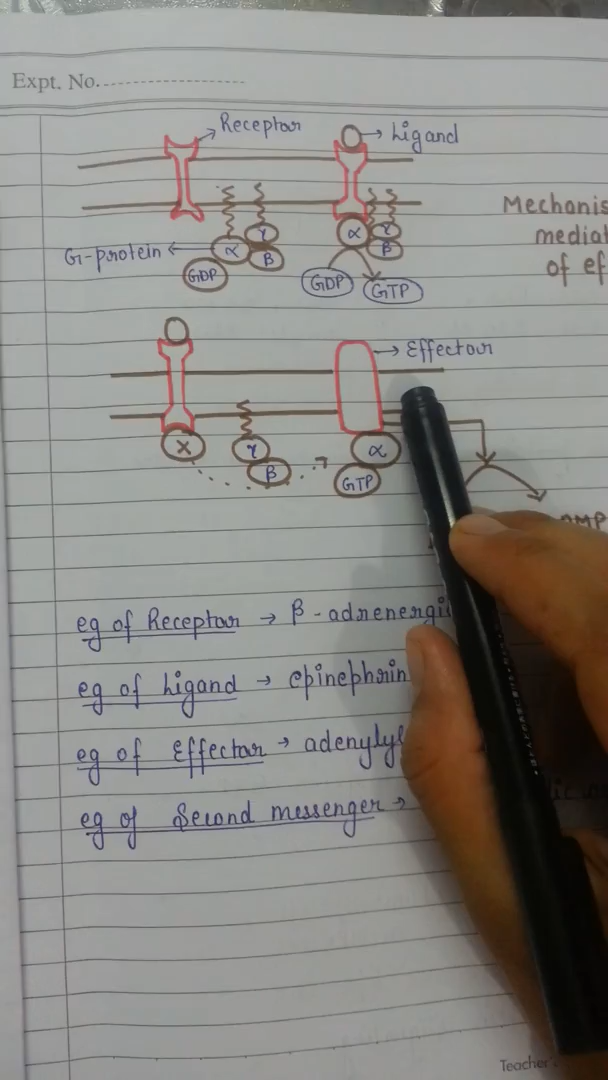 Expt. No.
Receptor
Ligand
G-protein
α
γ
β
GDP
α
γ
β
GDP
GTP
Mechanis
mediat
of ef
Effector
X
γ
β
α
GTP
AMP
eg of Receptor → β-adrenergi
eg of Ligand → epinephrin
eg of Effector → adenylyl
eg of Second messenger →
Teacher's